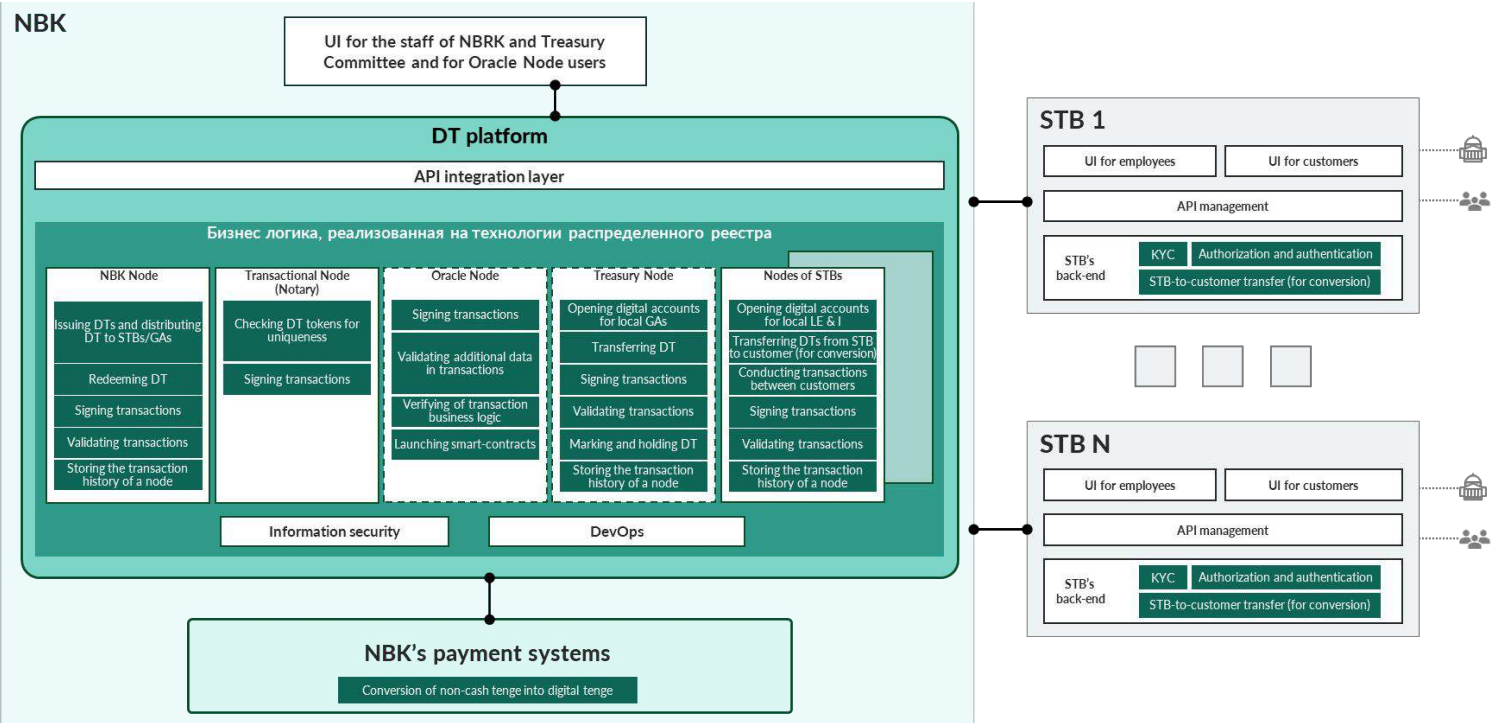 NBK
UI for the staff of NBRK and Treasury
Committee and for Oracle Node users
DT platform
API integration layer
Бизнес логика, реализованная на технологии распределенного реестра
NBK Node
Issuing DTs and distributing
DT to STBs/GAs
Redeeming DT
Signing transactions
Validating transactions
Storing the transaction
history of a node
Transactional Node
(Notary)
Checking DT tokens for
uniqueness
Signing transactions
Oracle Node
Signing transactions
Validating additional data
in transactions
Verifying of transaction
business logic
Launching smart-contracts
Treasury Node
Opening digital accounts
for local GAs
Transferring DT
Signing transactions
Validating transactions
Marking and holding DT
Storing the transaction
history of a node
Nodes of STBs
Opening digital accounts
for local LE & I
Transferring DTs from STB
to customer (for conversion)
Conducting transactions
between customers
Signing transactions
Validating transactions
Storing the transaction
history of a node
Information security
DevOps
NBK's payment systems
Conversion of non-cash tenge into digital tenge
STB 1
UI for employees
UI for customers
API management
STB's
back-end
KYC
Authorization and authentication
STB-to-customer transfer (for conversion)
STB N
UI for employees
UI for customers
API management
STB's
back-end
KYC
Authorization and authentication
STB-to-customer transfer (for conversion)